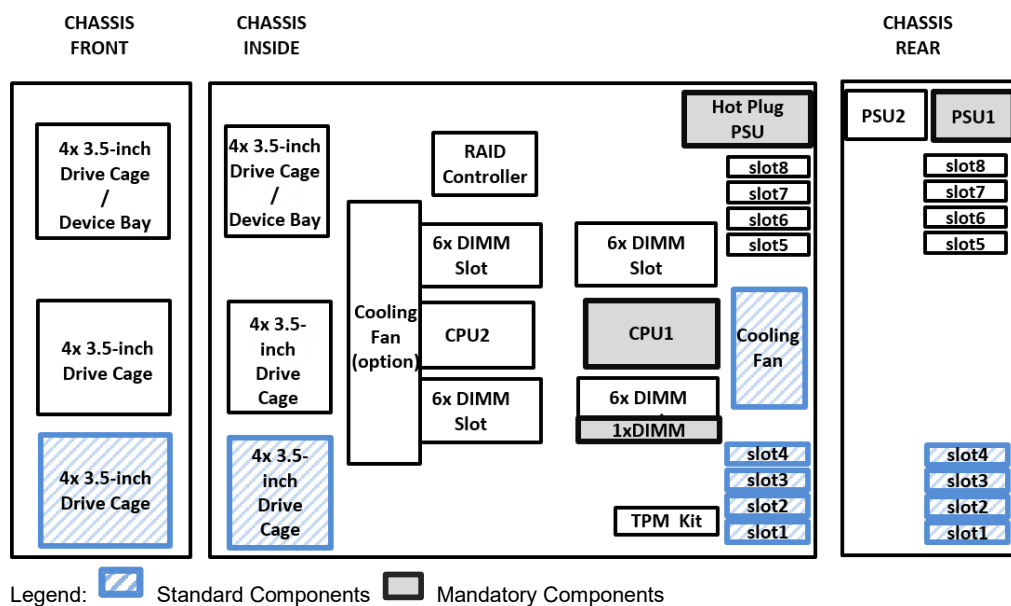 CHASSIS
FRONT
CHASSIS
INSIDE
CHASSIS
REAR
4x 3.5-inch
Drive Cage
/
Device Bay
4x 3.5-inch
Drive Cage
4x 3.5-inch
Drive Cage
4x 3.5-inch
Drive Cage
/
Device Bay
4x 3.5-
inch
Drive
Cage
4x 3.5-
inch
Drive
Cage
Cooling
Fan
(option)
RAID
Controller
6x DIMM
Slot
CPU2
6x DIMM
Slot
6x DIMM
Slot
CPU1
6x DIMM
1xDIMM
TPM Kit
Hot Plug
PSU
slot8
slot7
slot6
slot5
Cooling
Fan
slot4
slot3
slot2
slot1
PSU2
PSU1
slot8
slot7
slot6
slot5
slot4
slot3
slot2
slot1
Legend: Standard Components Mandatory Components